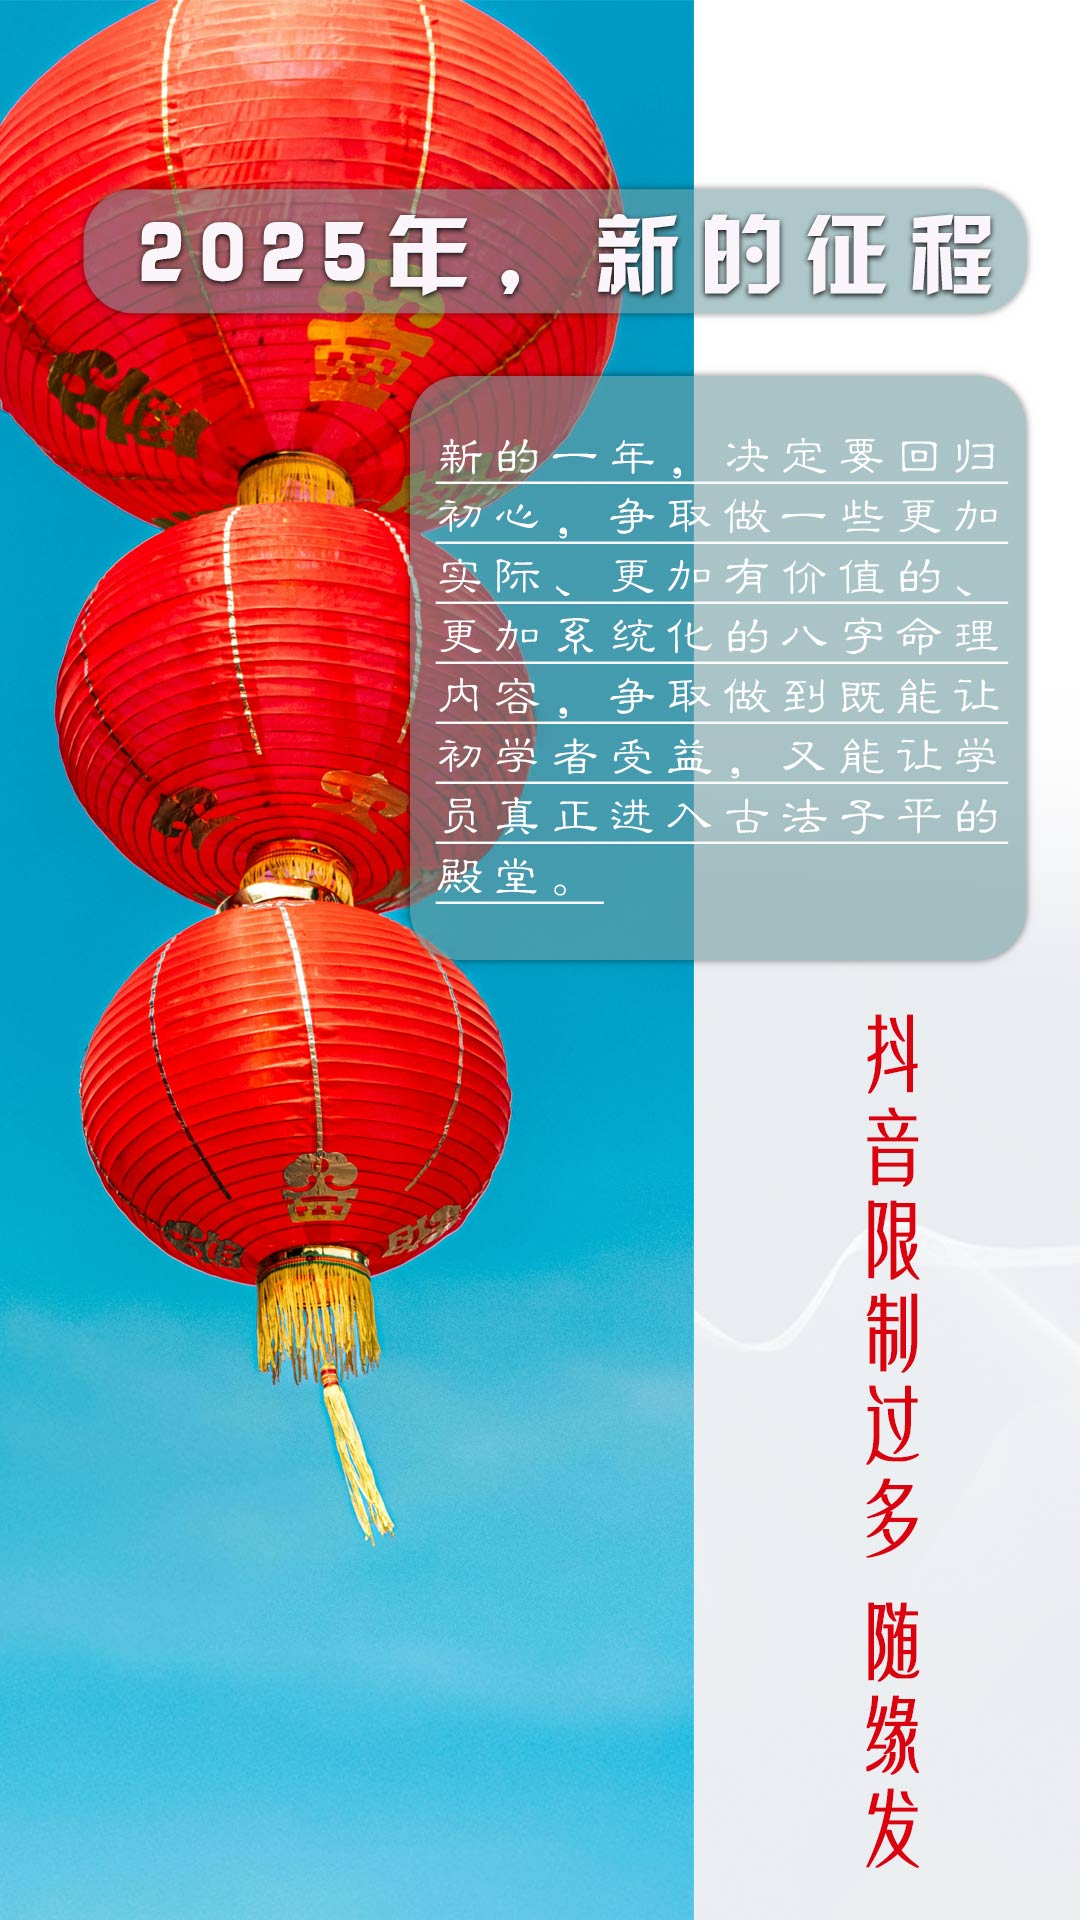 2025年，新的征程
新的一年，决定要回归
初心，争取做一些更加
实际、更加有价值的、
更加系统化的八字命理
内容，争取做到既能让
初学者受益，又能让学
员真正进入古法子平的
殿堂。
抖音限制过多 随缘发